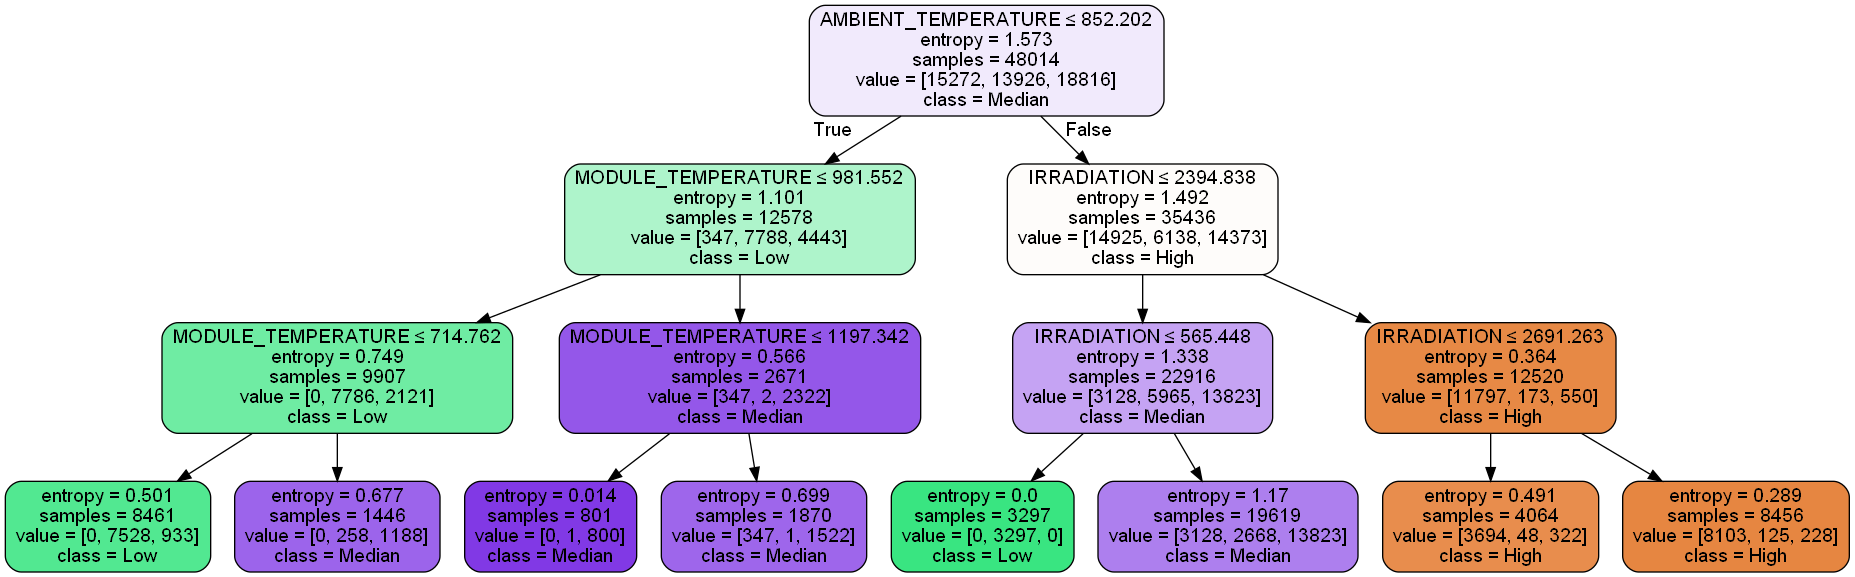 AMBIENT_TEMPERATURE ≤ 852.202
entropy = 1.573
samples = 48014
value = [15272, 13926, 18816]
class = Median
True
False
MODULE_TEMPERATURE ≤ 981.552
entropy = 1.101
samples = 12578
value = [347, 7788, 4443]
class = Low
IRRADIATION ≤ 2394.838
entropy = 1.492
samples = 35436
value = [14925, 6138, 14373]
class = High
MODULE_TEMPERATURE ≤ 714.762
entropy = 0.749
samples = 9907
value = [0, 7786, 2121]
class = Low
MODULE_TEMPERATURE ≤ 1197.342
entropy = 0.566
samples = 2671
value = [347, 2, 2322]
class = Median
IRRADIATION ≤ 565.448
entropy = 1.338
samples = 22916
value = [3128, 5965, 13823]
class = Median
IRRADIATION ≤ 2691.263
entropy = 0.364
samples = 12520
value = [11797, 173, 550]
class = High
entropy = 0.501
samples = 8461
value = [0, 7528, 933]
class = Low
entropy = 0.677
samples = 1446
value = [0, 258, 1188]
class = Median
entropy = 0.014
samples = 801
value = [0, 1, 800]
class = Median
entropy = 0.699
samples = 1870
value = [347, 1, 1522]
class = Median
entropy = 0.0
samples = 3297
value = [0, 3297, 0]
class = Low
entropy = 1.17
samples = 19619
value = [3128, 2668, 13823]
class = Median
entropy = 0.491
samples = 4064
value = [3694, 48, 322]
class = High
entropy = 0.289
samples = 8456
value = [8103, 125, 228]
class = High